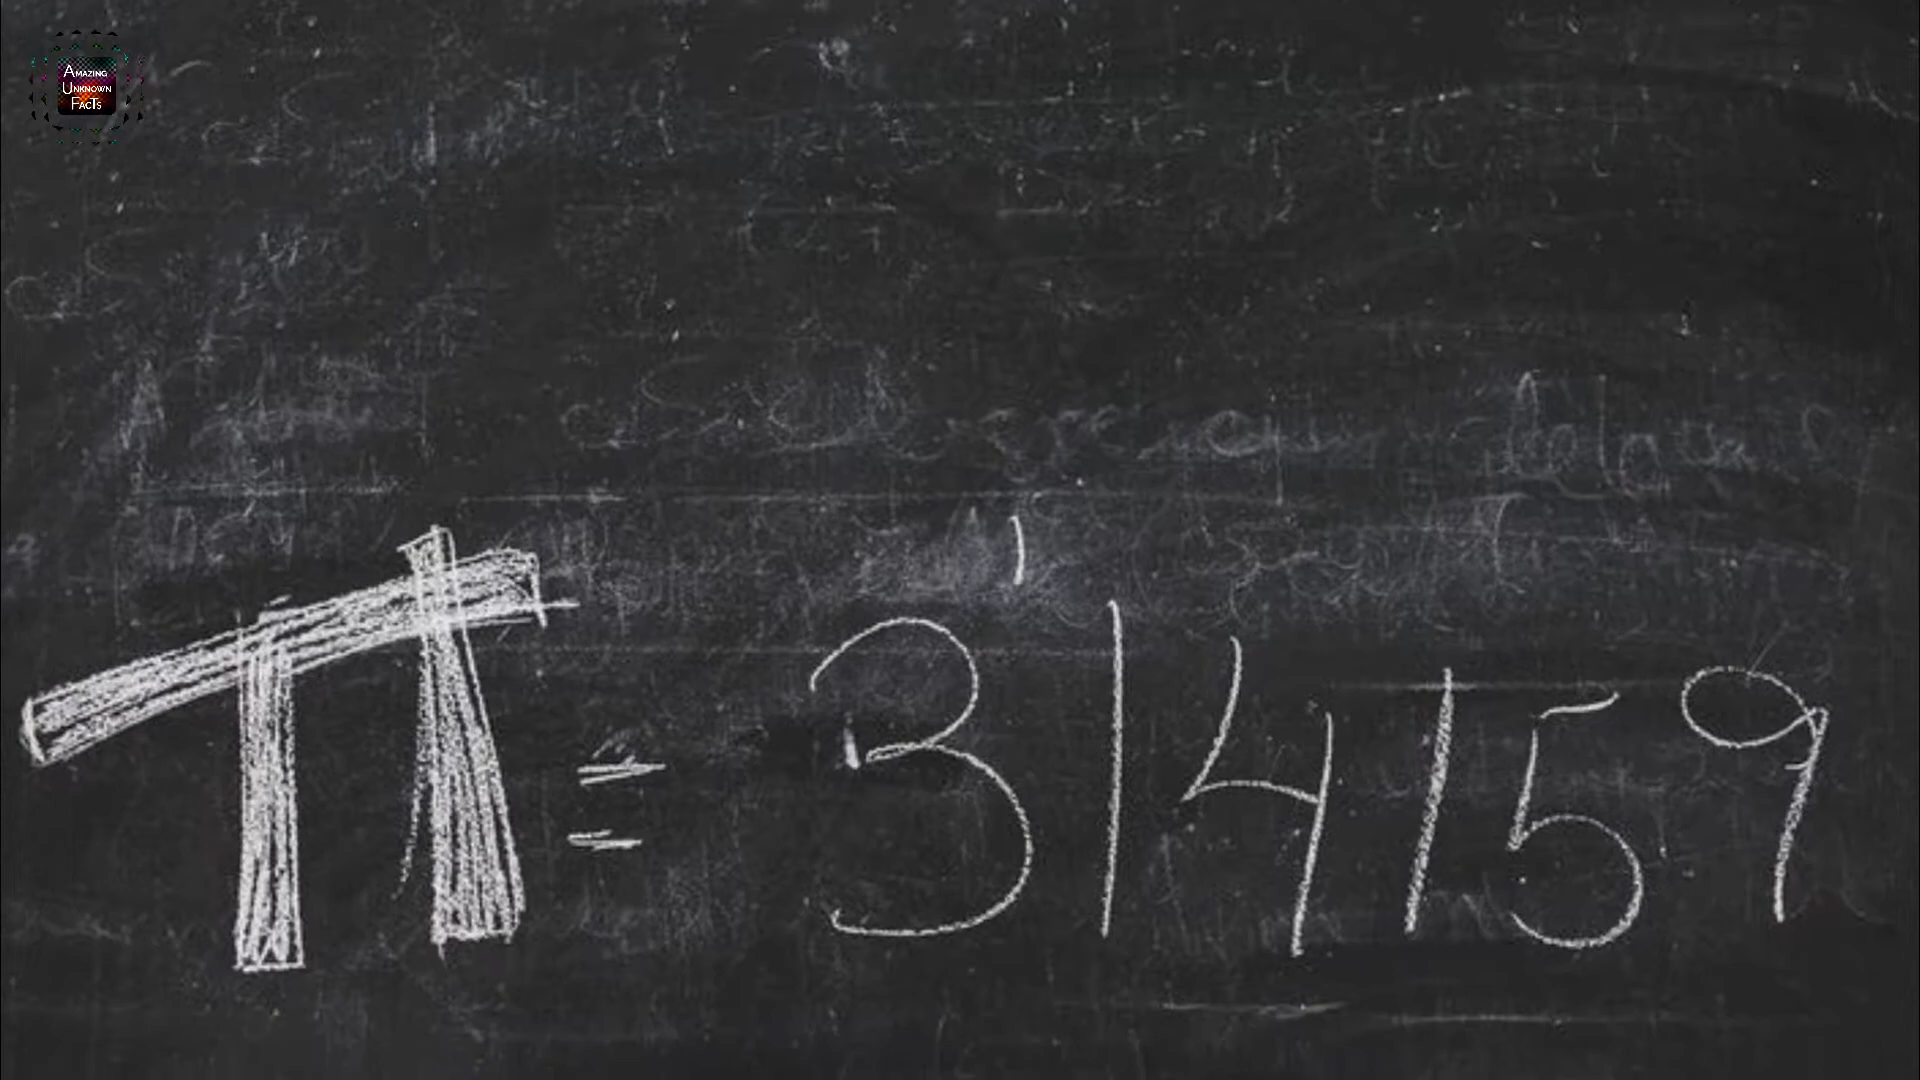 AMAZING
UNKNOWN
FACTS
π = 314159